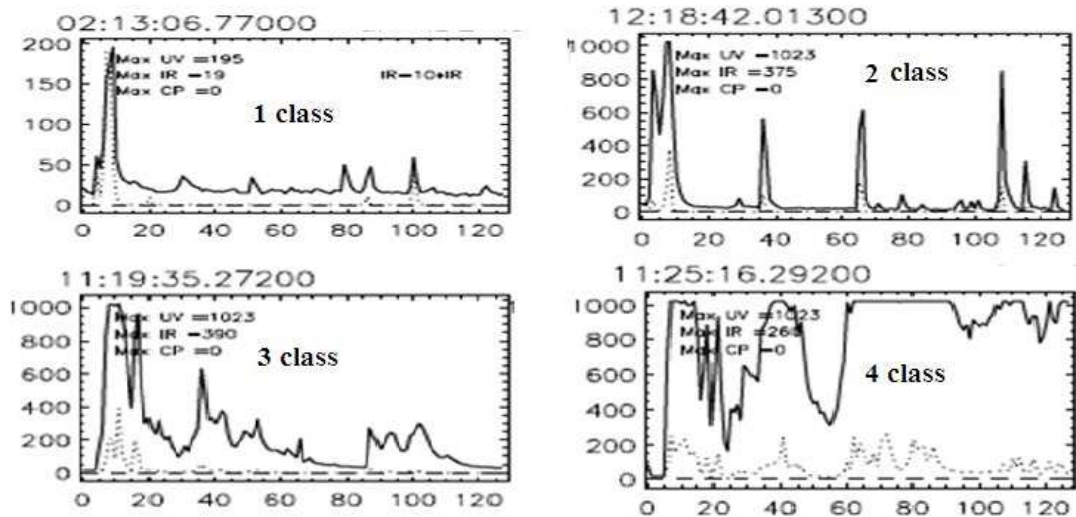 02:13:06.77000
200
150
100
50
0
Max UV =195
Max IR -19
Max CP =0
IR-10*IR
1 class
0 20 40 60 80 100 120
12:18:42.01300
1000
800
600
400
200
0
Max UV -1023
Max IR =375
Max CP -0
2 class
0 20 40 60 80 100 120
11:19:35.27200
1000
800
600
400
200
0
Max UV =1023
Max IR -390
Max CP =0
3 class
0 20 40 60 80 100 120
11:25:16.29200
1000
800
600
400
200
0
Max UV =1023
Max IR
Max CP -0
4 class
0 20 40 60 80 100 120